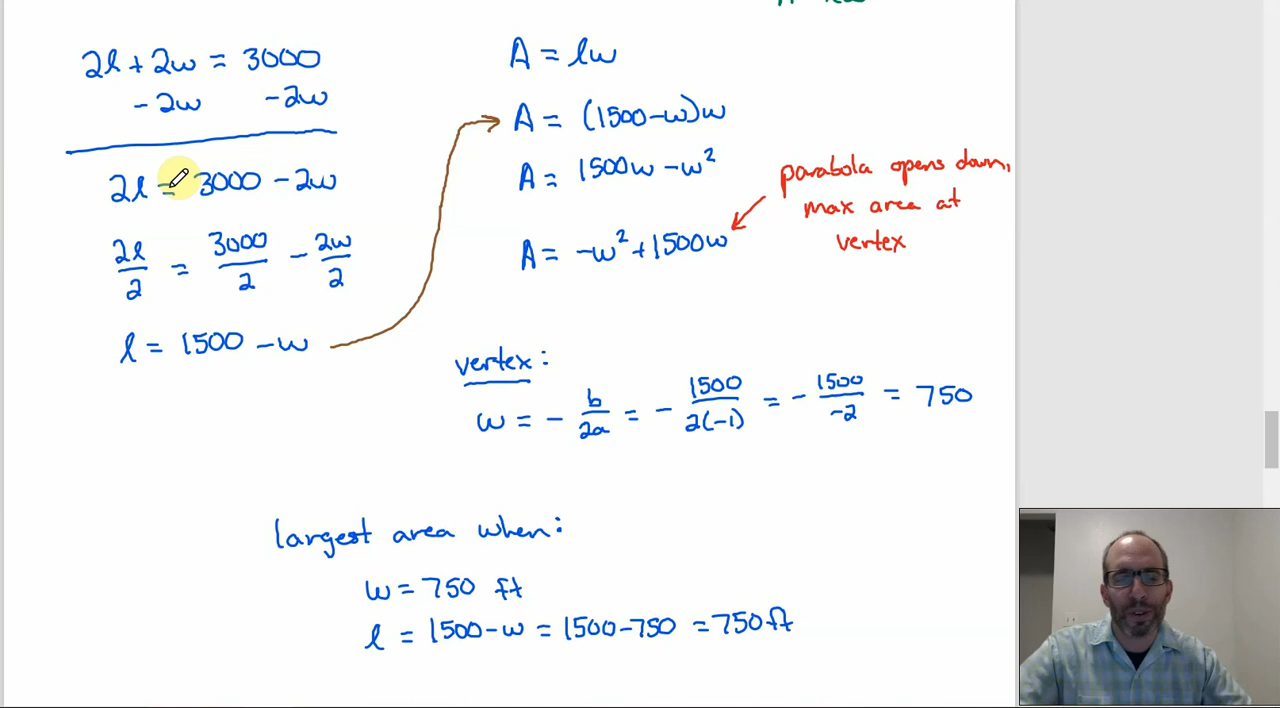 2l + 2w = 3000
- 2w - 2w
2l = 3000 - 2w
2l/2 = 3000/2 - 2w/2
l = 1500 - w
A = lw
A = (1500-w)w
A = 1500w - w²
A = -w² + 1500w
parabola opens down,
max area at
vertex
vertex:
w = - b/2a = - 1500/2(-1) = - 1500/-2 = 750
largest area when:
w = 750 ft
l = 1500-w = 1500-750 = 750 ft